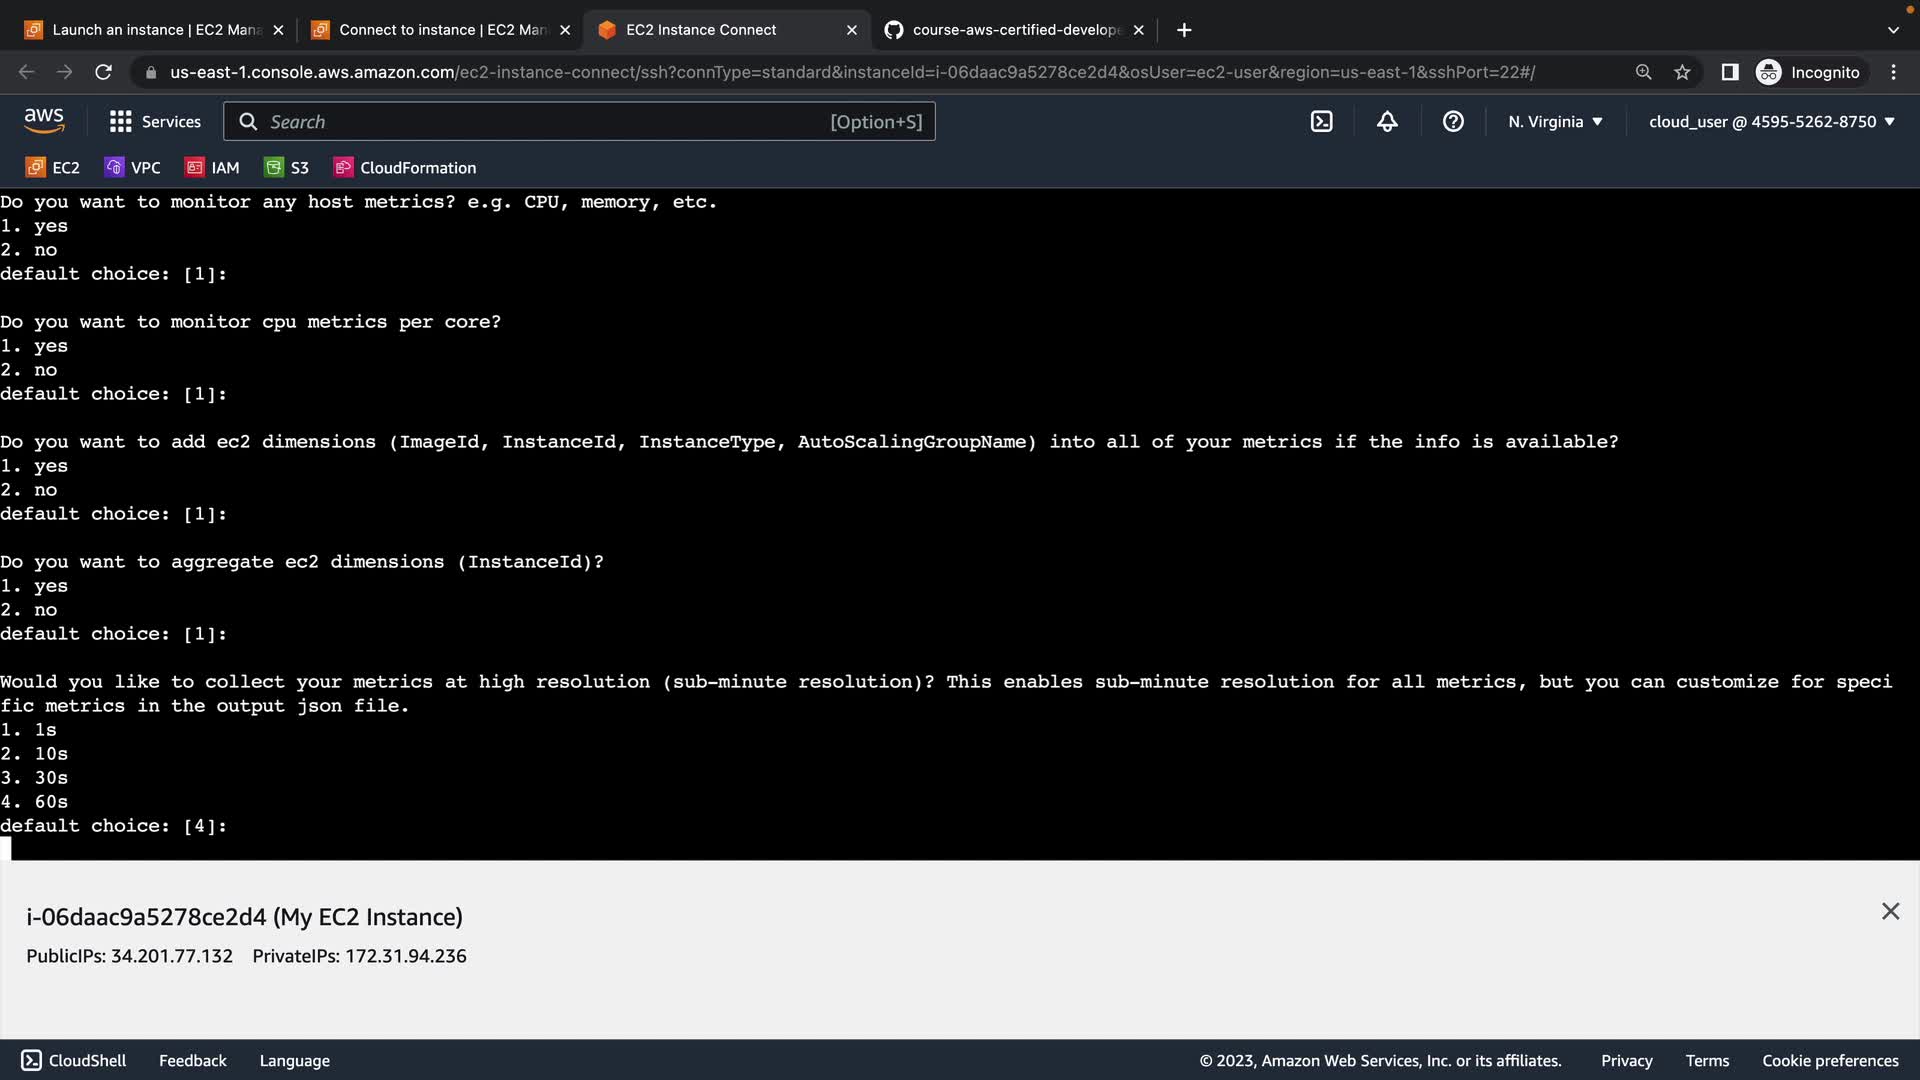 Launch an instance | EC2 Mana
Connect to instance | EC2 Man
EC2 Instance Connect
course-aws-certified-develope
us-east-1.console.aws.amazon.com/ec2-instance-connect/ssh?connType=standard&instanceId=i-06daac9a5278ce2d4&osUser=ec2-user&region=us-east-1&sshPort=22#/
Incognito
aws
Services
Search
[Option+S]
N. Virginia
cloud_user @ 4595-5262-8750
EC2
VPC
IAM
S3
CloudFormation
Do you want to monitor any host metrics? e.g. CPU, memory, etc.
1. yes
2. no
default choice: [1]:
Do you want to monitor cpu metrics per core?
1. yes
2. no
default choice: [1]:
Do you want to add ec2 dimensions (ImageId, InstanceId, InstanceType, AutoScalingGroupName) into all of your metrics if the info is available?
1. yes
2. no
default choice: [1]:
Do you want to aggregate ec2 dimensions (InstanceId)?
1. yes
2. no
default choice: [1]:
Would you like to collect your metrics at high resolution (sub-minute resolution)? This enables sub-minute resolution for all metrics, but you can customize for speci
fic metrics in the output json file.
1. 1s
2. 10s
3. 30s
4. 60s
default choice: [4]:
i-06daac9a5278ce2d4 (My EC2 Instance)
PublicIPs: 34.201.77.132 PrivateIPs: 172.31.94.236
CloudShell
Feedback
Language
© 2023, Amazon Web Services, Inc. or its affiliates.
Privacy
Terms
Cookie preferences